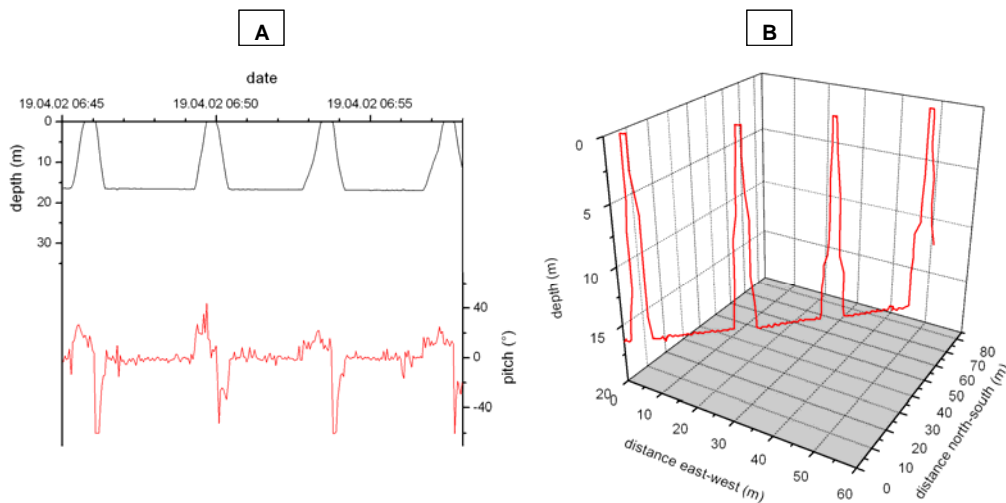 A
B
date
19.04.02 06:45 19.04.02 06:50 19.04.02 06:55
0
10
20
30
depth (m)
40
0
-40
pitch (°)
0
5
10
15
20
depth (m)
0 10 20 30 40 50 60
distance east-west (m)
0 10 20 30 40 50 60 70 80
distance north-south (m)